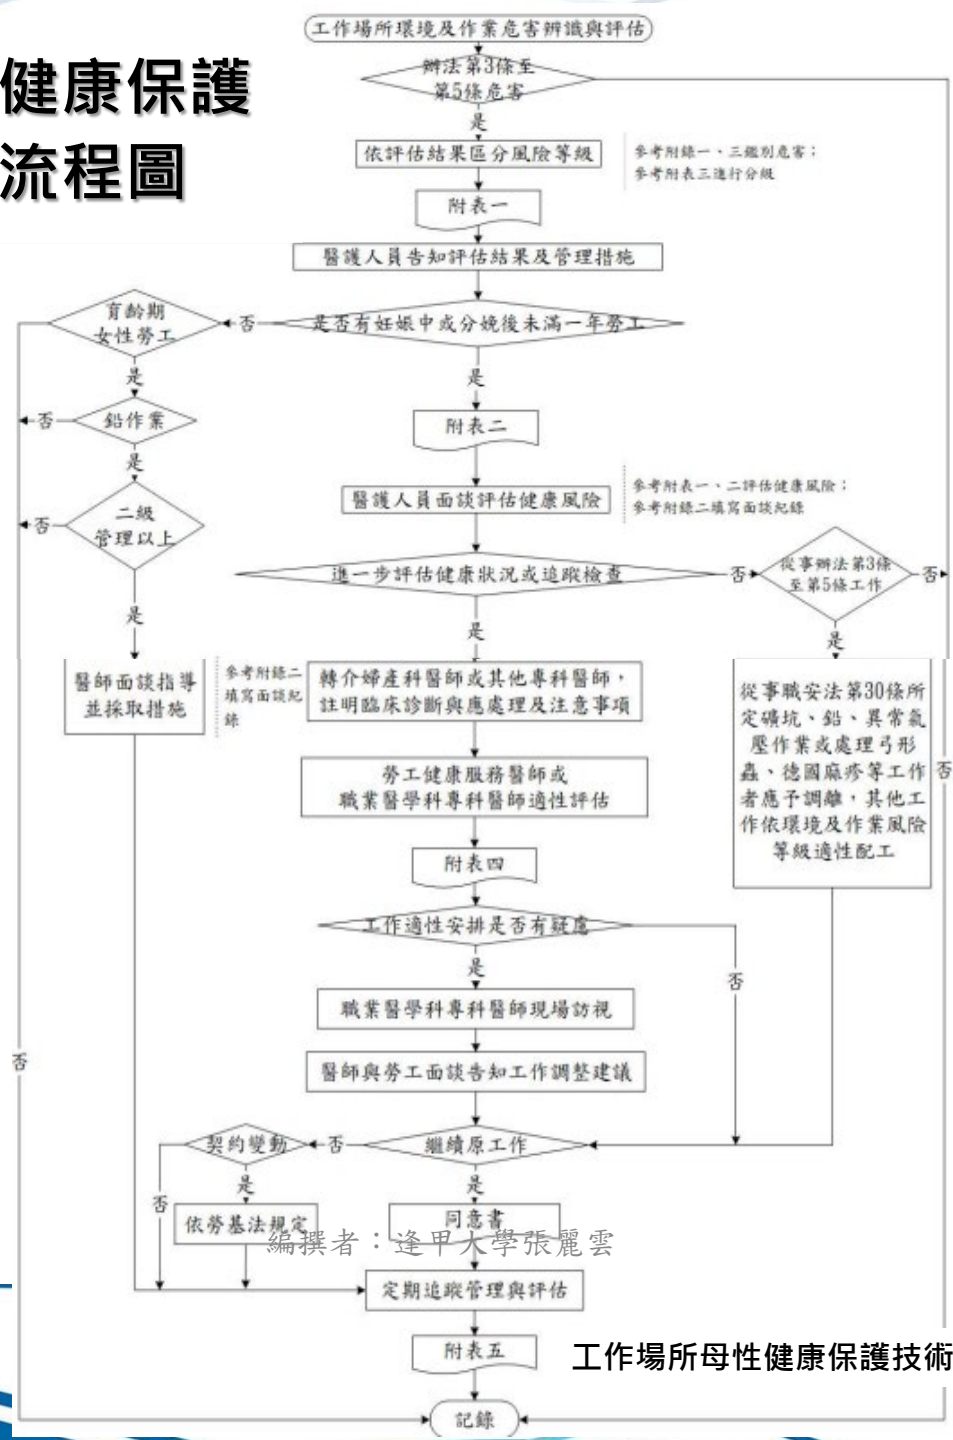 健康保護
流程圖
工作場所環境及作業危害辨識與評估
辦法第3條至
第5條危害
是
依評估結果區分風險等級
參考附錄一、三鑑別危害；
參考附表三進行分級
附表一
醫護人員告知評估結果及管理措施
育齡期
女性勞工
否
是否有妊娠中或分娩後未滿一年勞工
是
是
否
鉛作業
附表二
是
醫護人員面談評估健康風險
參考附表一、二評估健康風險；
參考附錄二填寫面談紀錄
否
二級
管理以上
進一步評估健康狀況或追蹤檢查
否
從事辦法第3條
至第5條工作
否
是
是
是
醫師面談指導
並採取措施
參考附錄二
填寫面談紀
錄
轉介婦產科醫師或其他專科醫師，
註明臨床診斷與應處理及注意事項
從事職安法第30條所
定礦坑、鉛、異常氣
壓作業或處理弓形
蟲、德國麻疹等工作
者應予調離，其他工
作依環境及作業風險
等級適性配工
否
勞工健康服務醫師或
職業醫學科專科醫師適性評估
附表四
工作適性安排是否有疑慮
是
否
職業醫學科專科醫師現場訪視
否
醫師與勞工面談告知工作調整建議
契約變動
否
繼續原工作
是
是
否
依勞基法規定
同意書
編撰者：逢甲大學張麗雲
定期追蹤管理與評估
附表五
工作場所母性健康保護技術
記錄